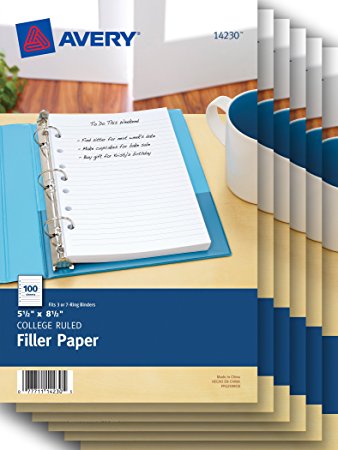 AVERY
14230™
To Do This Weekend
• Find sitter for next week's sale
• Make cupcakes for bake sale
• Buy gift for Kristy's birthday
100
Fits 3 or 7-Ring Binders
5½" x 8½"
COLLEGE RULED
Filler Paper
Made in China